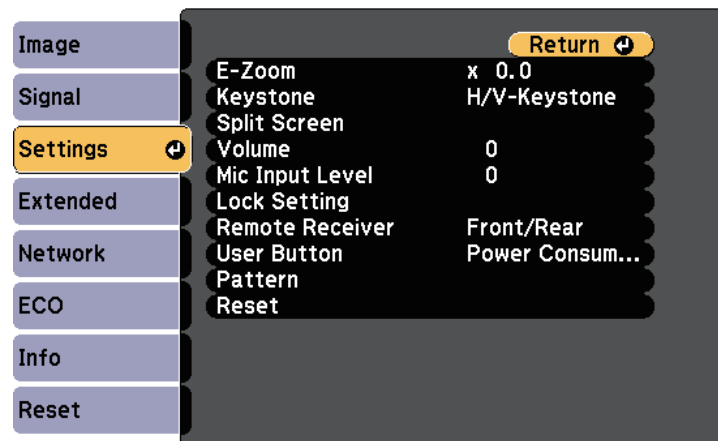 Image
Signal
Settings
Extended
Network
ECO
Info
Reset
Return
E-Zoom x 0.0
Keystone H/V-Keystone
Split Screen
Volume 0
Mic Input Level 0
Lock Setting
Remote Receiver Front/Rear
User Button Power Consum...
Pattern
Reset